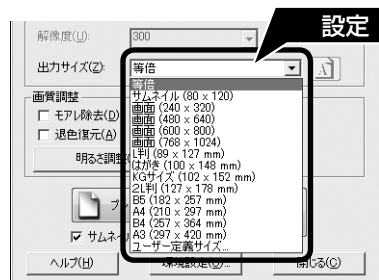 設定
解像度(U): 300
出力サイズ(Z): 等倍
等倍
サムネイル (80 x 120)
画面 (240 x 320)
画面 (480 x 640)
画面 (600 x 800)
画面 (768 x 1024)
L判 (89 x 127 mm)
はがき (100 x 148 mm)
KGサイズ (102 x 152 mm)
2L判 (127 x 178 mm)
B5 (182 x 257 mm)
A4 (210 x 297 mm)
B4 (257 x 364 mm)
A3 (297 x 420 mm)
ユーザー定義サイズ...
画質調整
モアレ除去(D)
退色復元(A)
明るさ調整
プ
サムネイル
ヘルプ(H) 環境設定(O)... 閉じる(C)